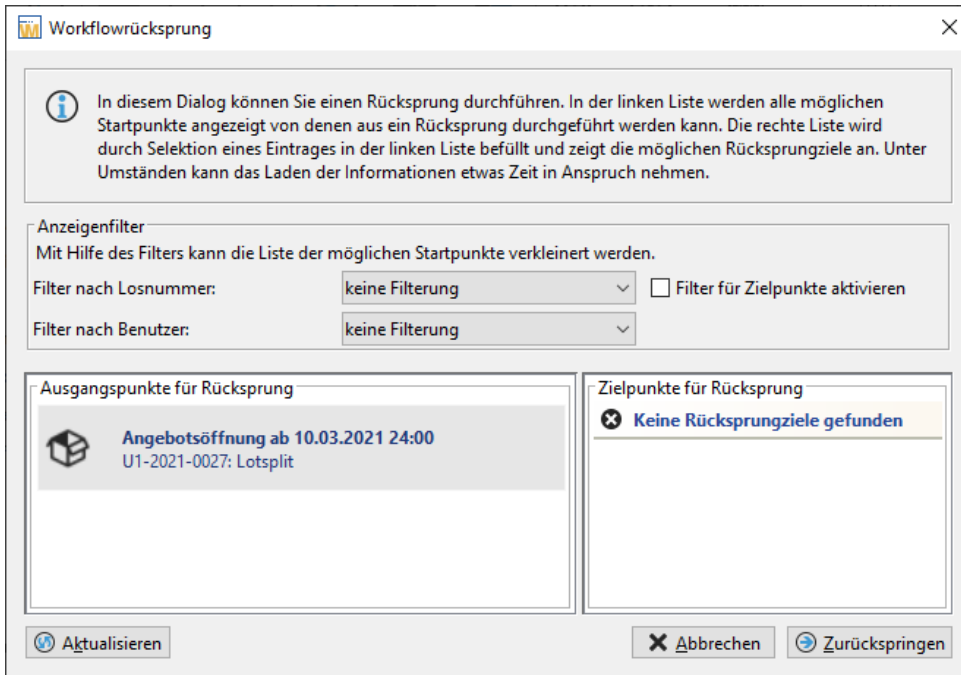 Workflowrücksprung
In diesem Dialog können Sie einen Rücksprung durchführen. In der linken Liste werden alle möglichen
Startpunkte angezeigt von denen aus ein Rücksprung durchgeführt werden kann. Die rechte Liste wird
durch Selektion eines Eintrages in der linken Liste befüllt und zeigt die möglichen Rücksprungziele an. Unter
Umständen kann das Laden der Informationen etwas Zeit in Anspruch nehmen.
Anzeigenfilter
Mit Hilfe des Filters kann die Liste der möglichen Startpunkte verkleinert werden.
Filter nach Losnummer: keine Filterung Filter für Zielpunkte aktivieren
Filter nach Benutzer: keine Filterung
Ausgangspunkte für Rücksprung
Angebotsöffnung ab 10.03.2021 24:00
U1-2021-0027: Lotsplit
Zielpunkte für Rücksprung
Keine Rücksprungziele gefunden
Aktualisieren Abbrechen Zurückspringen